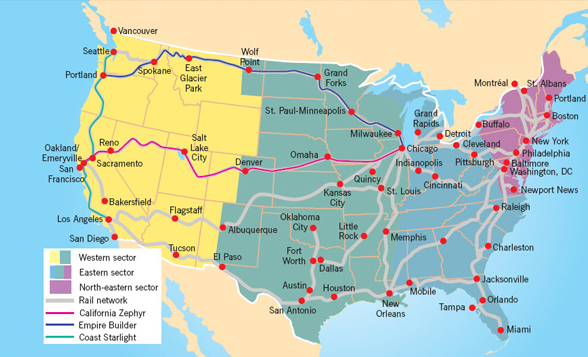 Vancouver
Seattle
Portland
Spokane
East
Glacier
Park
Wolf
Point
Grand
Forks
St. Paul-Minneapolis
Milwaukee
Grand
Rapids
Detroit
Chicago
Montréal
St. Albans
Portland
Boston
Buffalo
Cleveland
Pittsburgh
New York
Philadelphia
Baltimore
Washington, DC
Newport News
Oakland/
Emeryville
San
Francisco
Reno
Sacramento
Salt
Lake
City
Denver
Omaha
Indianapolis
Cincinnati
Quincy
Kansas
City
St. Louis
Raleigh
Bakersfield
Los Angeles
San Diego
Flagstaff
Tucson
Albuquerque
El Paso
Oklahoma
City
Little
Rock
Memphis
Fort
Worth
Dallas
Austin
Houston
San Antonio
New
Orleans
Mobile
Charleston
Jacksonville
Orlando
Tampa
Miami
Western sector
Eastern sector
North-eastern sector
Rail network
California Zephyr
Empire Builder
Coast Starlight